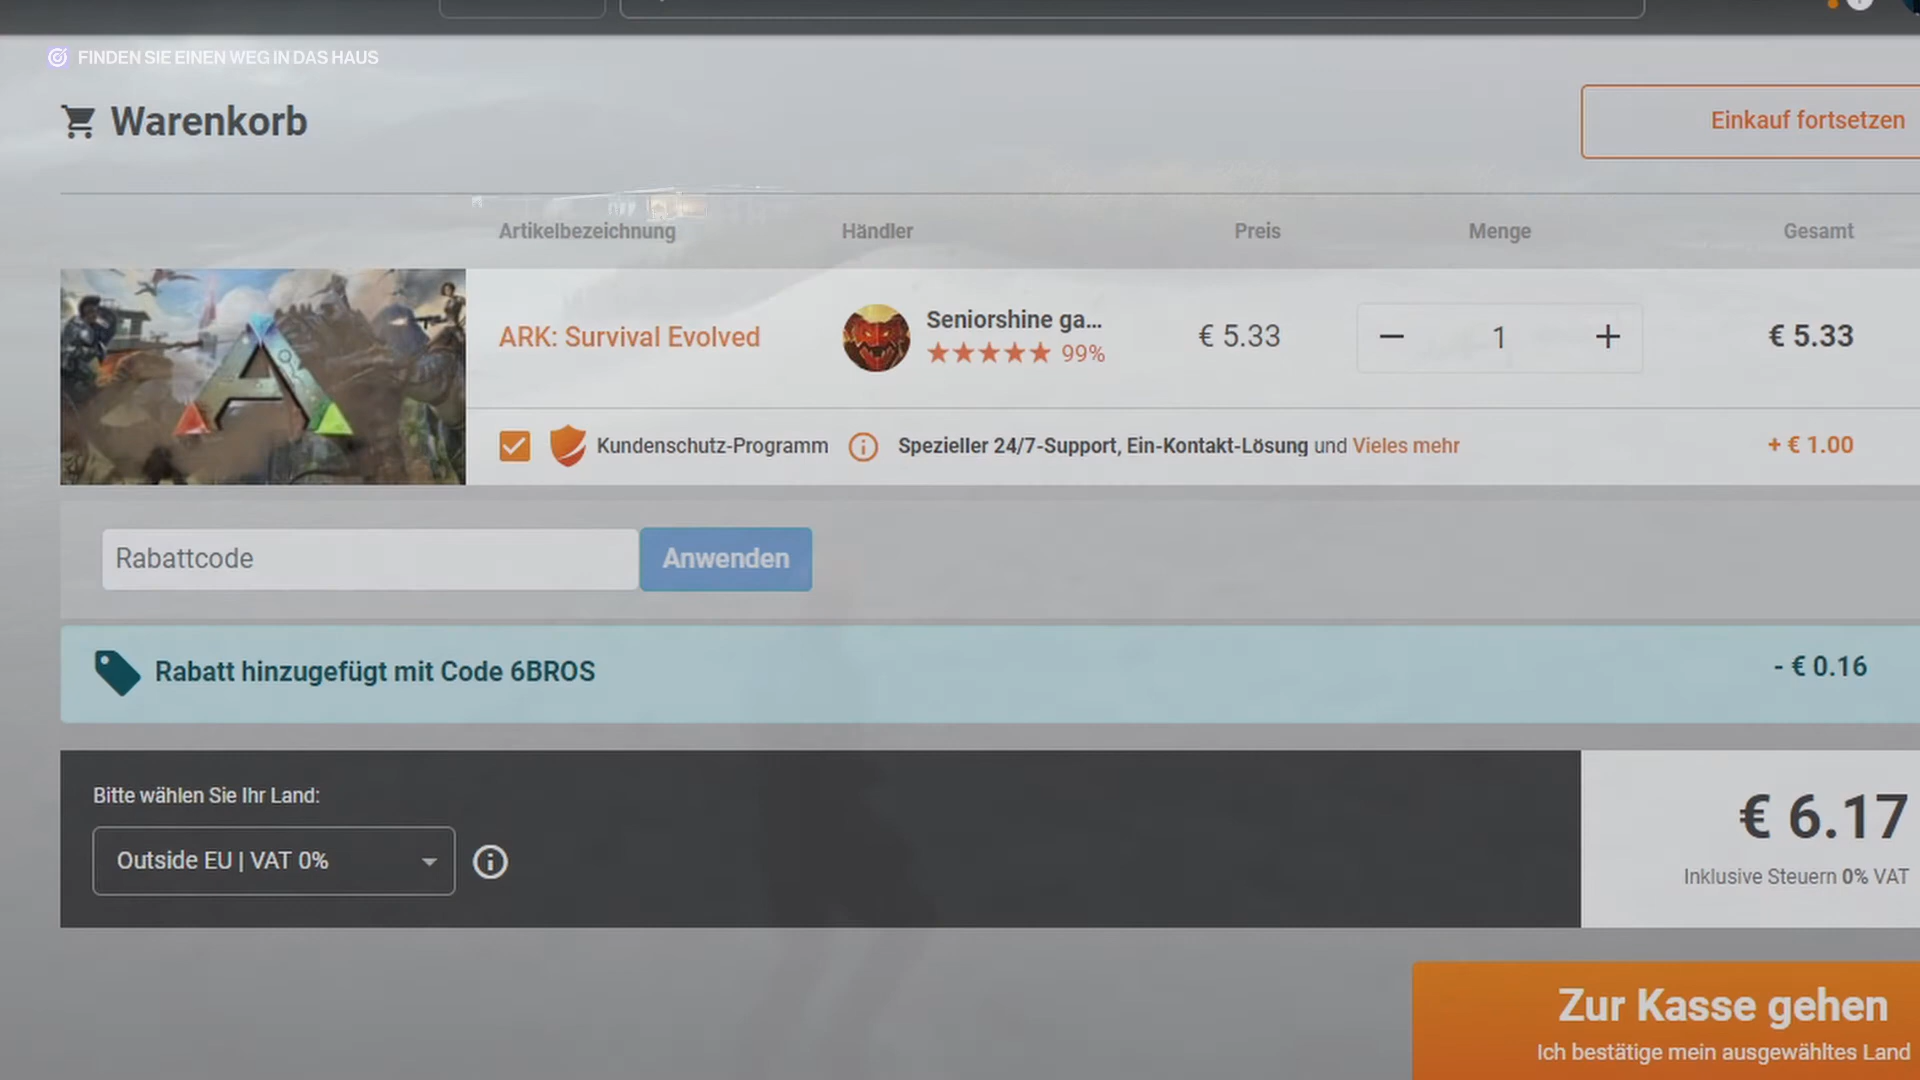 FINDEN SIE EINEN WEG IN DAS HAUS
Warenkorb
Einkauf fortsetzen
Artikelbezeichnung Händler Preis Menge Gesamt
ARK: Survival Evolved
Seniorshine ga...
99%
€ 5.33
1
€ 5.33
Kundenschutz-Programm Spezieller 24/7-Support, Ein-Kontakt-Lösung und Vieles mehr + € 1.00
Rabattcode Anwenden
Rabatt hinzugefügt mit Code 6BROS - € 0.16
Bitte wählen Sie Ihr Land:
Outside EU | VAT 0%
€ 6.17
Inklusive Steuern 0% VAT
Zur Kasse gehen
Ich bestätige mein ausgewähltes Land